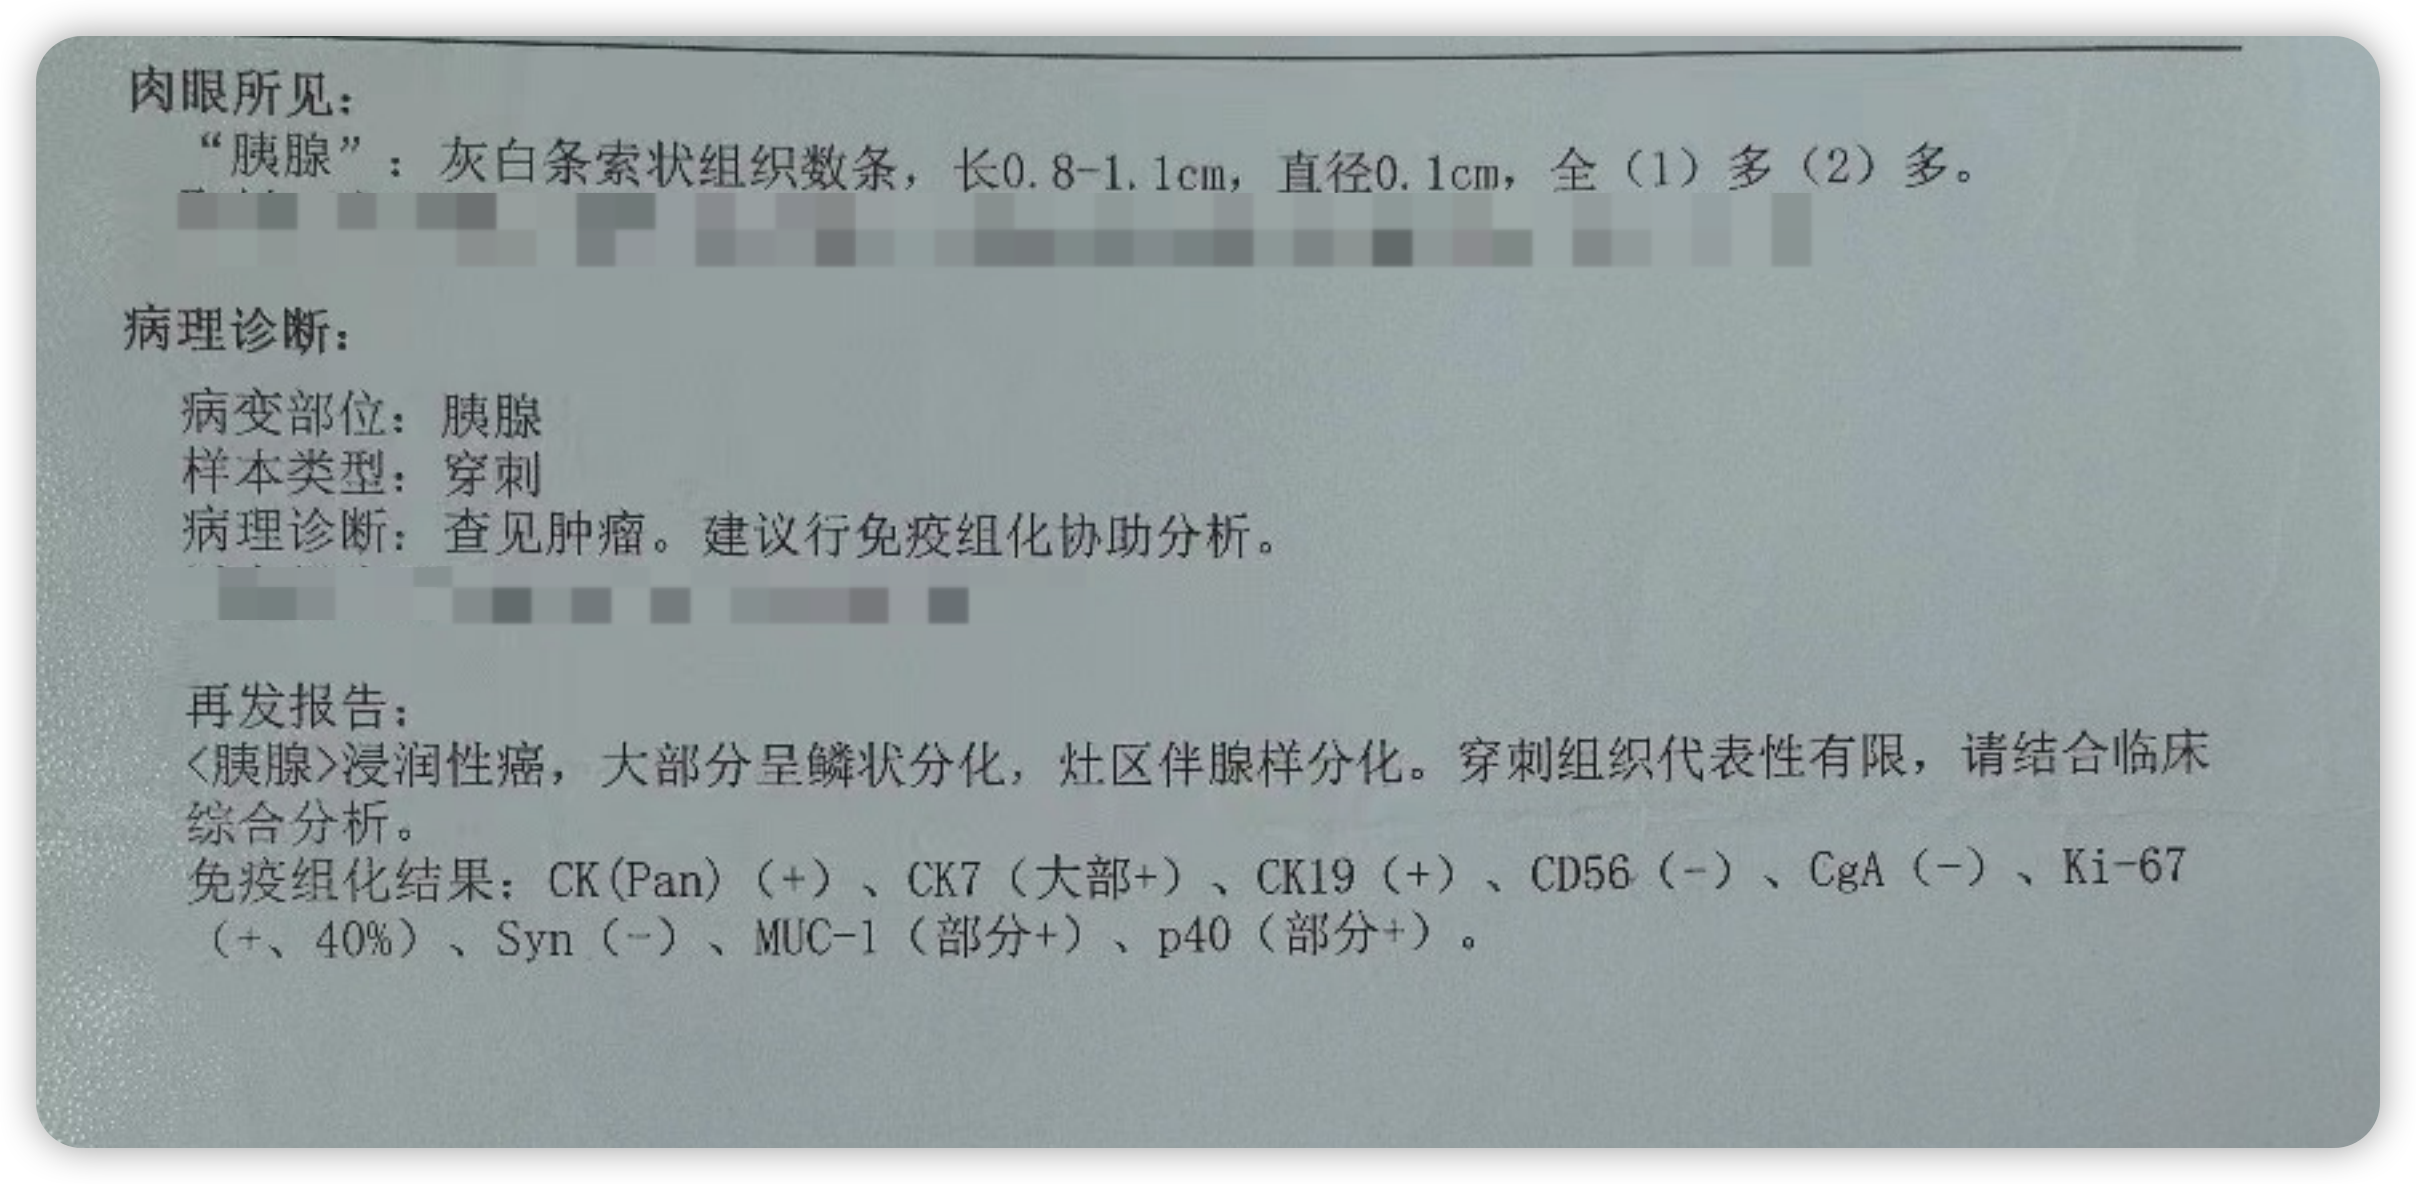 肉眼所见：
“胰腺”：灰白条索状组织数条，长0.8-1.1cm，直径0.1cm，全（1）多（2）多。
病理诊断：
病变部位：胰腺
样本类型：穿刺
病理诊断：查见肿瘤。建议行免疫组化协助分析。
再发报告：
<胰腺>浸润性癌，大部分呈鳞状分化，灶区伴腺样分化。穿刺组织代表性有限，请结合临床
综合分析。
免疫组化结果：CK(Pan)（+）、CK7（大部+）、CK19（+）、CD56（-）、CgA（-）、Ki-67
（+、40%）、Syn（-）、MUC-1（部分+）、p40（部分+）。